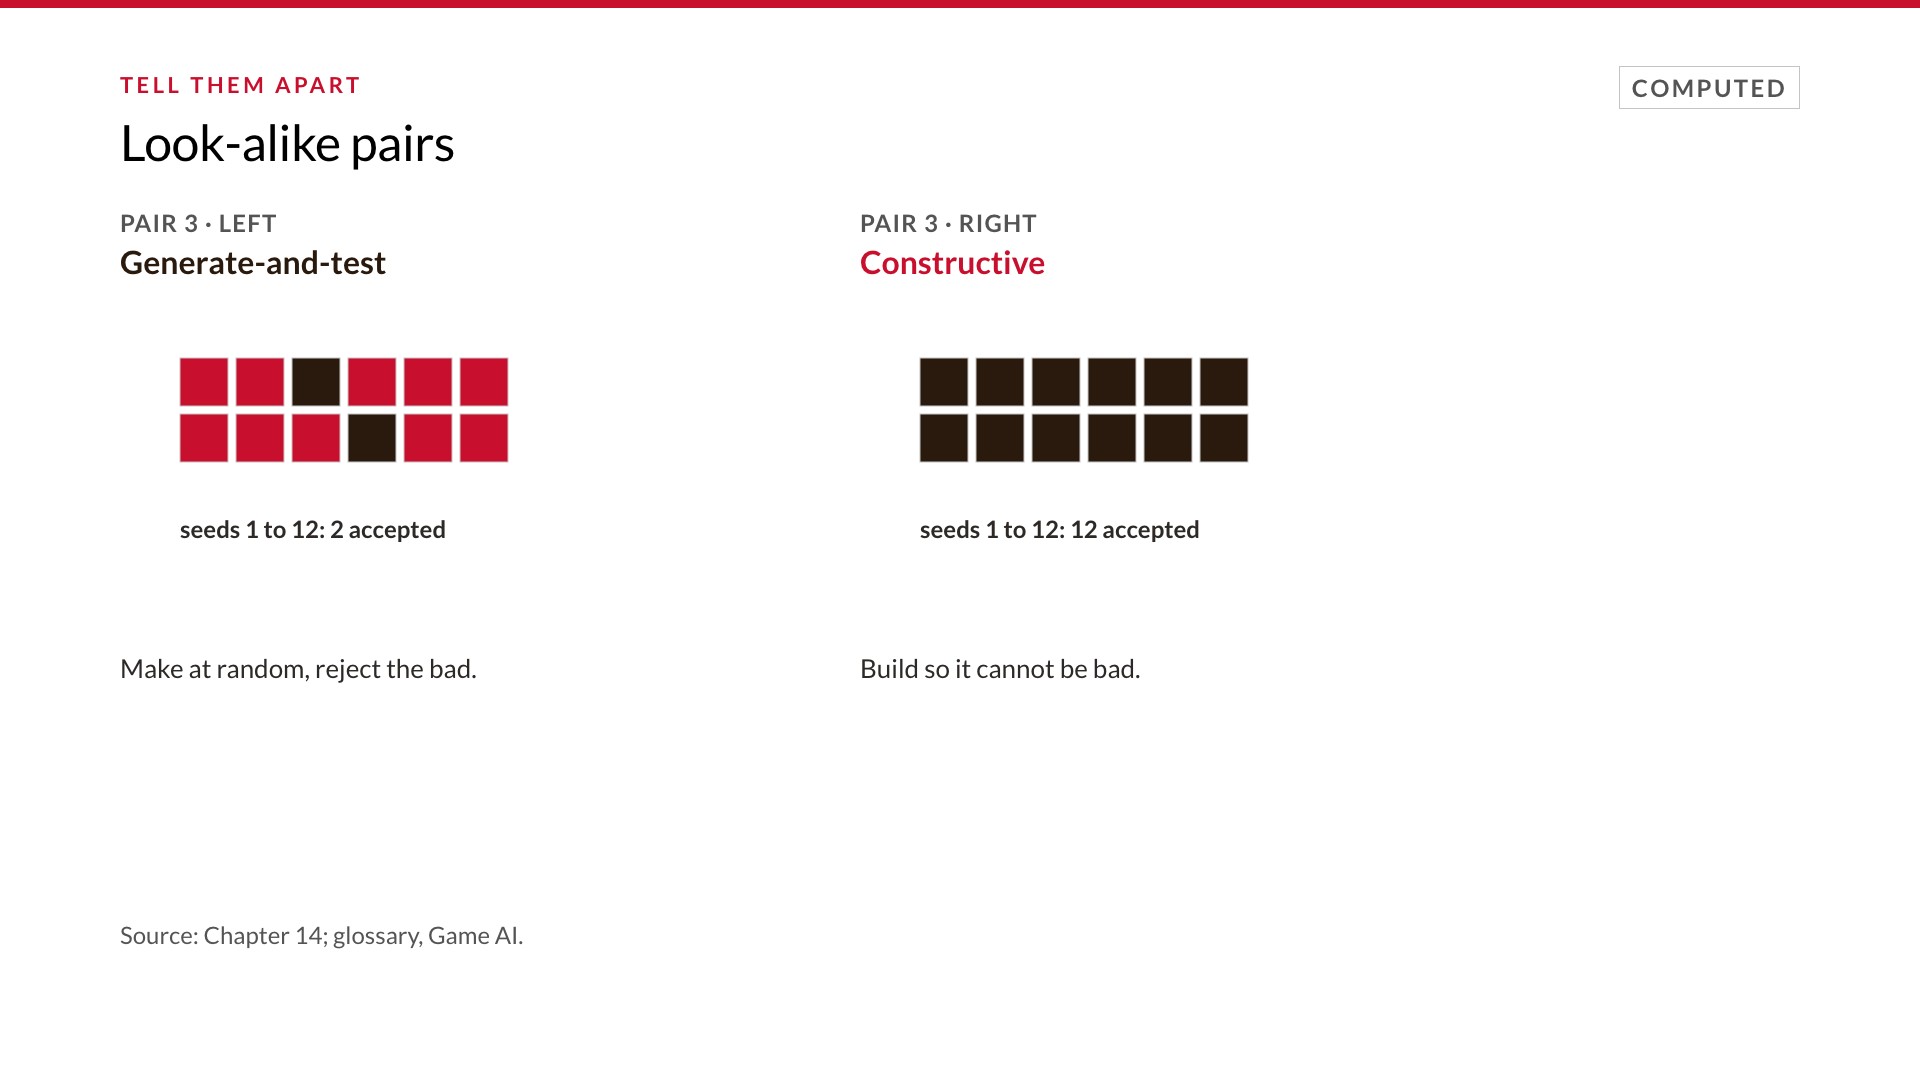 TELL THEM APART
COMPUTED
Look-alike pairs
PAIR 3 · LEFT
Generate-and-test
PAIR 3 · RIGHT
Constructive
seeds 1 to 12: 2 accepted
seeds 1 to 12: 12 accepted
Make at random, reject the bad.
Build so it cannot be bad.
Source: Chapter 14; glossary, Game AI.